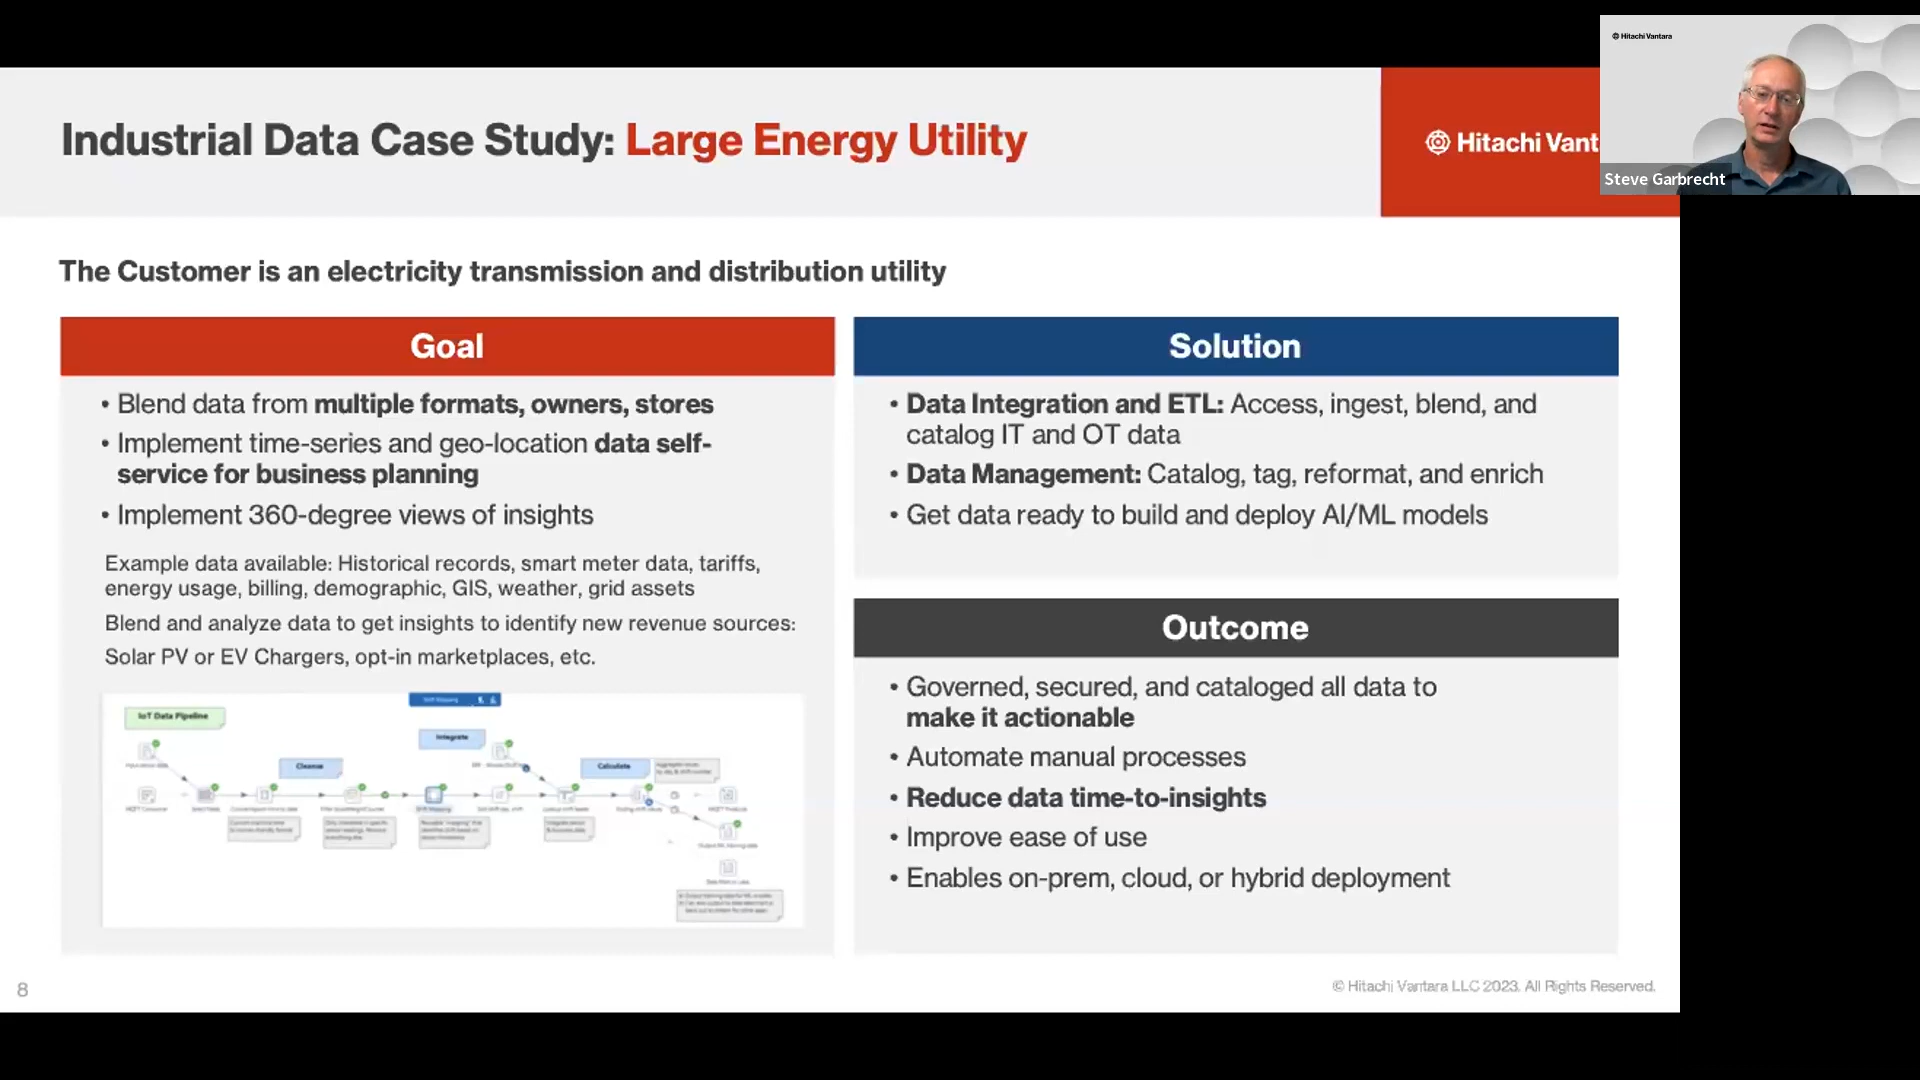 Hitachi Vantara
Industrial Data Case Study: Large Energy Utility
Hitachi Vant
Steve Garbrecht
The Customer is an electricity transmission and distribution utility
Goal
• Blend data from multiple formats, owners, stores
• Implement time-series and geo-location data self-
service for business planning
• Implement 360-degree views of insights
Example data available: Historical records, smart meter data, tariffs,
energy usage, billing, demographic, GIS, weather, grid assets
Blend and analyze data to get insights to identify new revenue sources:
Solar PV or EV Chargers, opt-in marketplaces, etc.
IoT Data Pipeline
Integrate
Cleanse
Calculate
Solution
• Data Integration and ETL: Access, ingest, blend, and
catalog IT and OT data
• Data Management: Catalog, tag, reformat, and enrich
• Get data ready to build and deploy AI/ML models
Outcome
• Governed, secured, and cataloged all data to
make it actionable
• Automate manual processes
• Reduce data time-to-insights
• Improve ease of use
• Enables on-prem, cloud, or hybrid deployment
8
© Hitachi Vantara LLC 2023. All Rights Reserved.